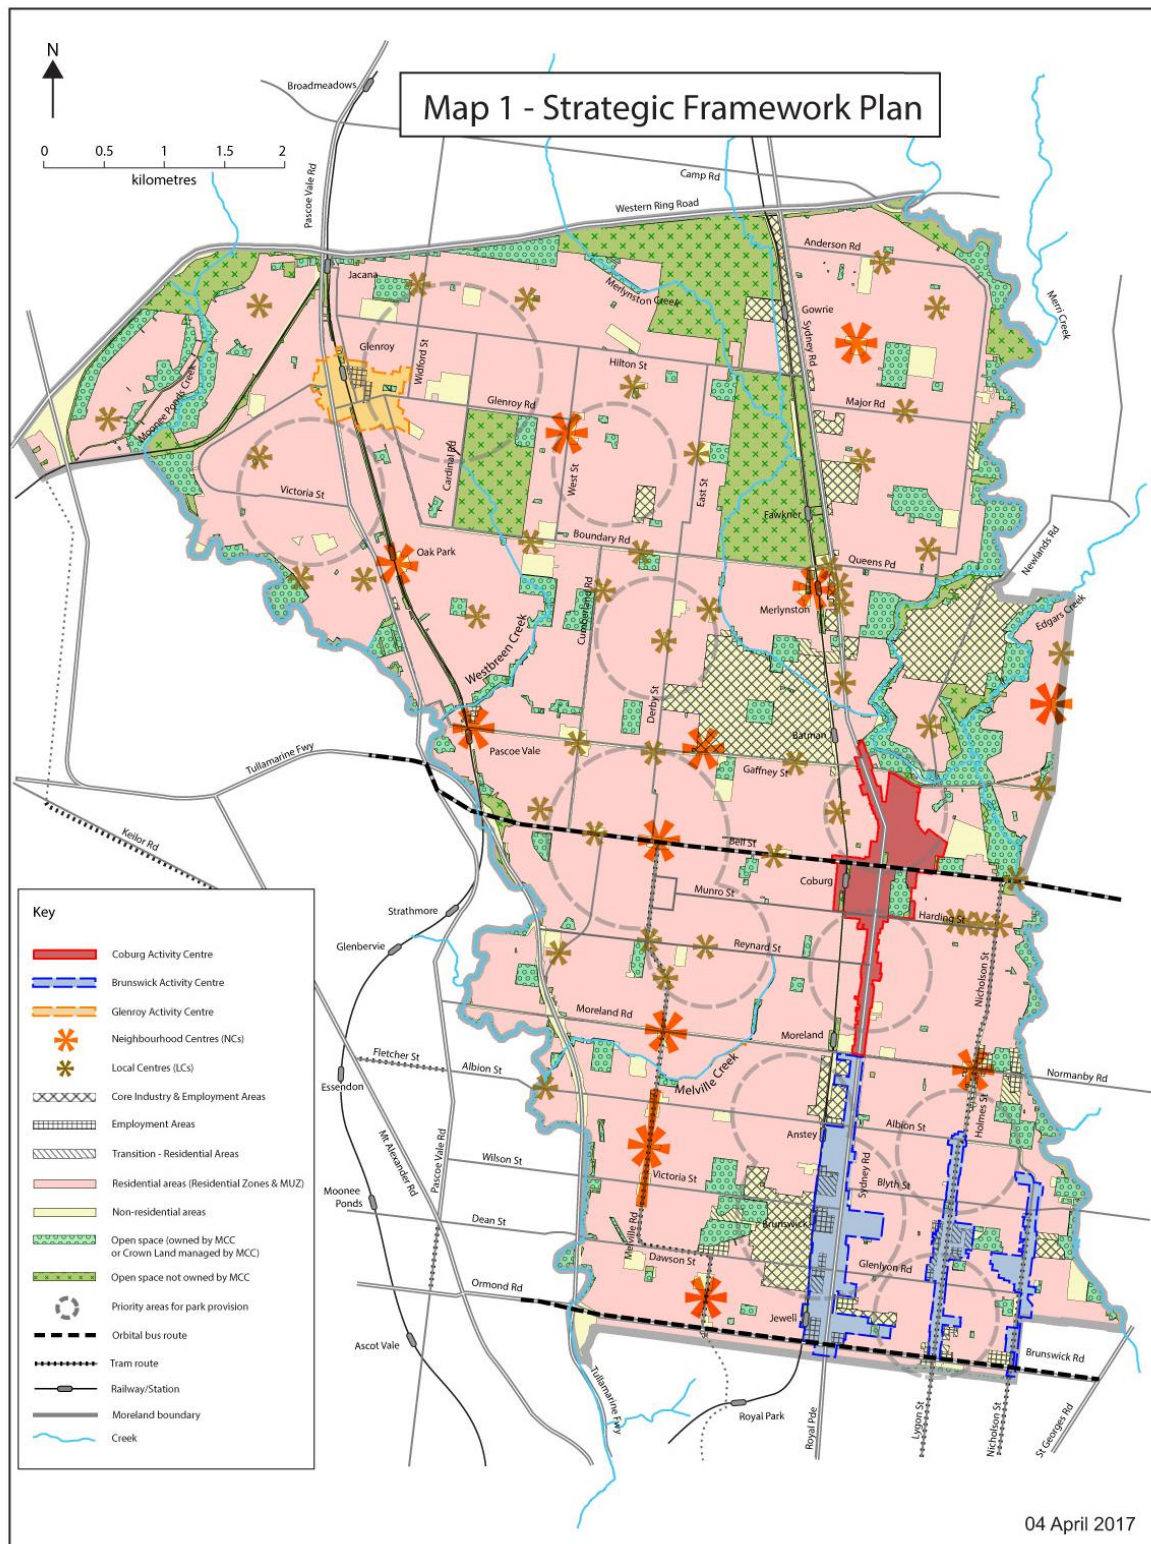 Map 1 - Strategic Framework Plan
N
0 0.5 1 1.5 2
kilometres
Broadmeadows
Pascoe Vale Rd
Camp Rd
Western Ring Road
Anderson Rd
Jacana
Merlynston Creek
Gowrie
Merri Creek
Sydney Rd
Glenroy
Widford St
Hilton St
Moonee Ponds Creek
Glenroy Rd
Major Rd
Cardinal Rd
West St
East St
Victoria St
Fawkner
Boundary Rd
Oak Park
Queens Pd
Newlands Rd
Cumberland Rd
Merlynston
Edgars Creek
Westbreen Creek
Derby St
Batman
Pascoe Vale
Gaffney St
Tullamarine Fwy
Keilor Rd
Bell St
Coburg
Munro St
Harding St
Strathmore
Reynard St
Glenbervie
Nicholson St
Moreland Rd
Moreland
Fletcher St
Albion St
Melville Creek
Normanby Rd
Essendon
Holmes St
Anstey
Albion St
Mt Alexander Rd
Pascoe Vale Rd
Wilson St
Victoria St
Sydney Rd
Blyth St
Moonee
Ponds
Dean St
Melville Rd
Brunswick
Dawson St
Glenlyon Rd
Ormond Rd
Jewell
Ascot Vale
Brunswick Rd
Tullamarine Fwy
Royal Park
Royal Pde
Lygon St
Nicholson St
St Georges Rd
Key
Coburg Activity Centre
Brunswick Activity Centre
Glenroy Activity Centre
Neighbourhood Centres (NCs)
Local Centres (LCs)
Core Industry & Employment Areas
Employment Areas
Transition - Residential Areas
Residential areas (Residential Zones & MUZ)
Non-residential areas
Open space (owned by MCC
or Crown Land managed by MCC)
Open space not owned by MCC
Priority areas for park provision
Orbital bus route
Tram route
Railway/Station
Moreland boundary
Creek
04 April 2017